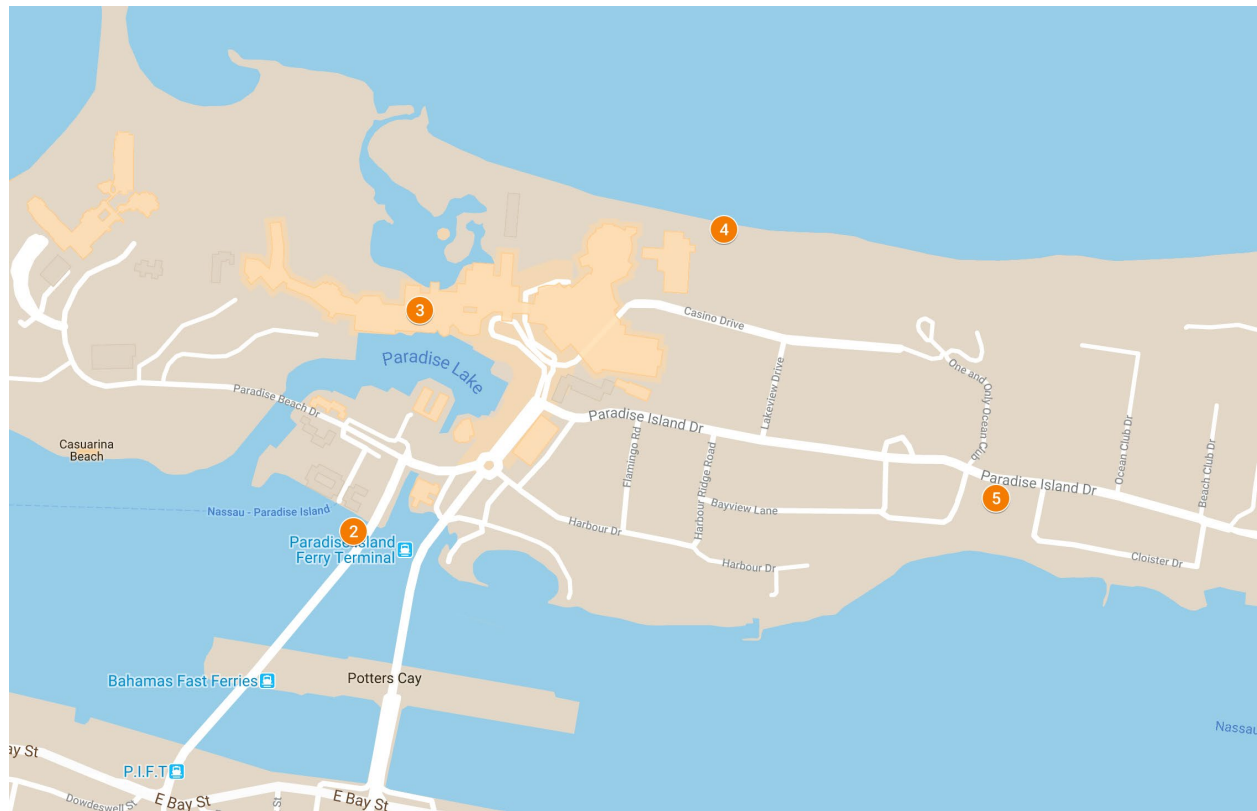 4
3
Casino Drive
Paradise Lake
Lakeview Drive
One and Only Ocean Club
Paradise Beach Dr
Paradise Island Dr
Flamingo Rd
Ocean Club Dr
Beach Club Dr
Casuarina
Beach
Harbour Ridge Road
Paradise Island Dr
5
Bayview Lane
Nassau - Paradise Island
2
Harbour Dr
Paradise Island
Ferry Terminal
Harbour Dr
Cloister Dr
Potters Cay
Bahamas Fast Ferries
Nassau
ay St
P.I.F.T
E Bay St
E Bay St
Dowdeswell St
St